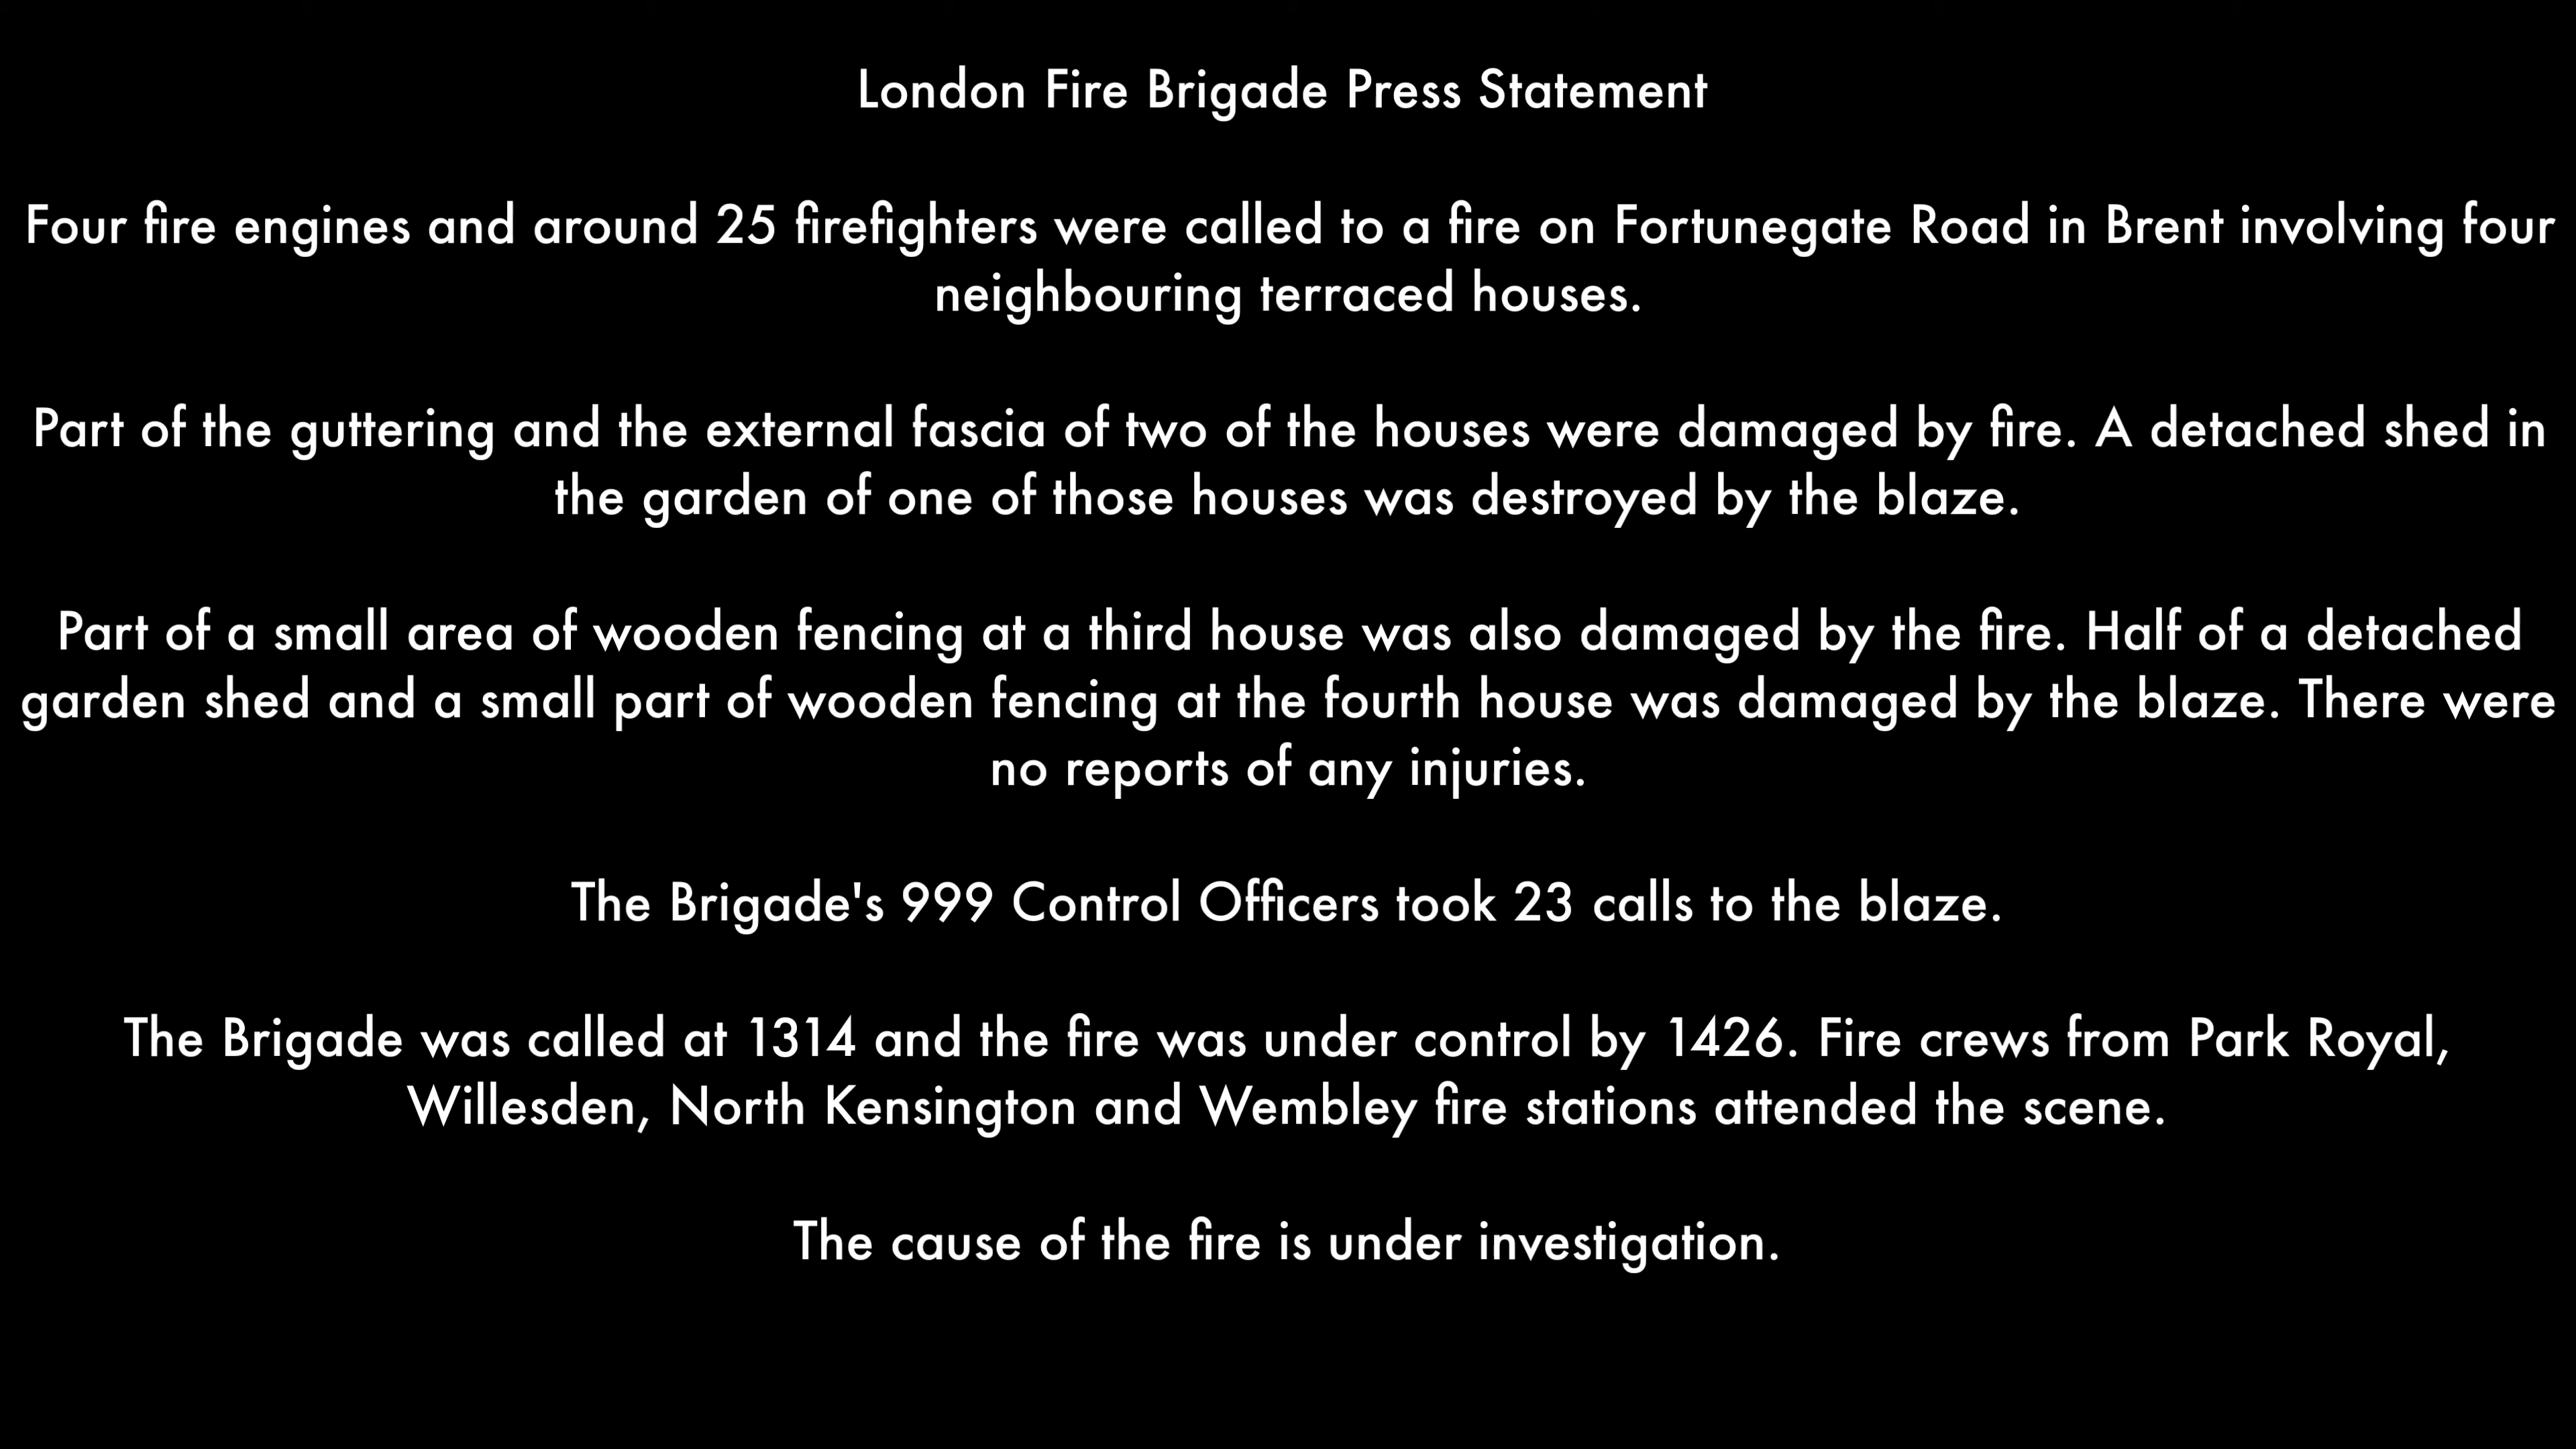 London Fire Brigade Press Statement
Four fire engines and around 25 firefighters were called to a fire on Fortunegate Road in Brent involving four
neighbouring terraced houses.
Part of the guttering and the external fascia of two of the houses were damaged by fire. A detached shed in
the garden of one of those houses was destroyed by the blaze.
Part of a small area of wooden fencing at a third house was also damaged by the fire. Half of a detached
garden shed and a small part of wooden fencing at the fourth house was damaged by the blaze. There were
no reports of any injuries.
The Brigade's 999 Control Officers took 23 calls to the blaze.
The Brigade was called at 1314 and the fire was under control by 1426. Fire crews from Park Royal,
Willesden, North Kensington and Wembley fire stations attended the scene.
The cause of the fire is under investigation.